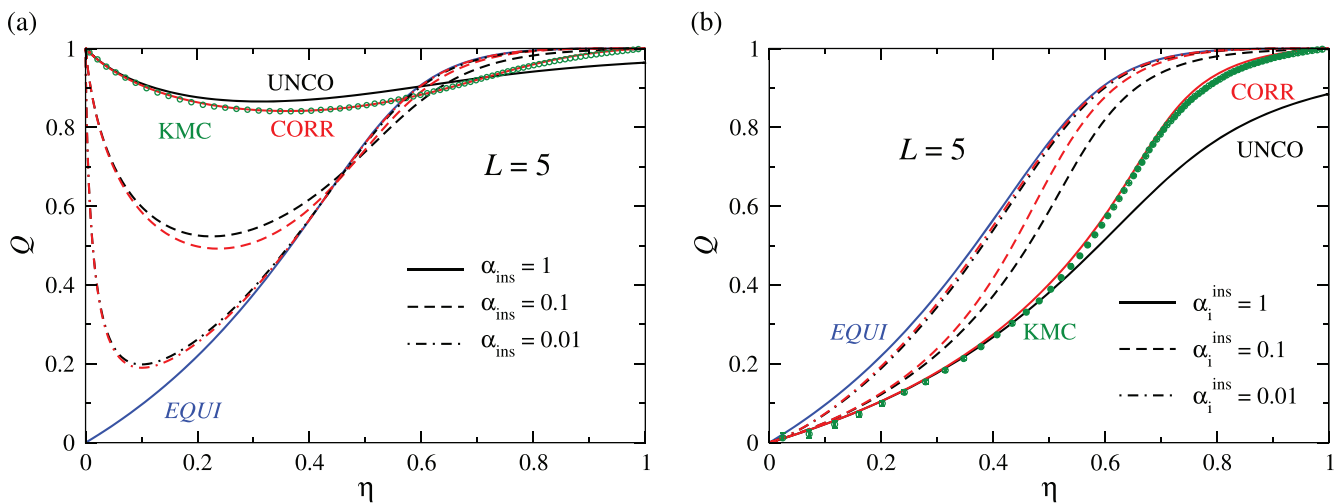 (a)
1
0.8
0.6
0.4
0.2
0
Q
0
0.2
0.4
0.6
0.8
1
η
UNCO
KMC
CORR
L = 5
α_ins = 1
α_ins = 0.1
α_ins = 0.01
EQUI
(b)
1
0.8
0.6
0.4
0.2
0
Q
0
0.2
0.4
0.6
0.8
1
η
CORR
UNCO
L = 5
EQUI
KMC
α_i^ins = 1
α_i^ins = 0.1
α_i^ins = 0.01